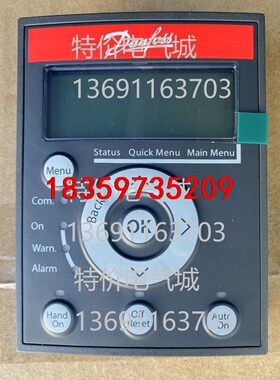 特价电气城
Danfoss
13691163703
Status Quick Menu Main Menu
Menu
18359735209
Com.
Back
OK
On
Warn.
Alarm
特价电气城
Hand On
Off Reset
Auto On